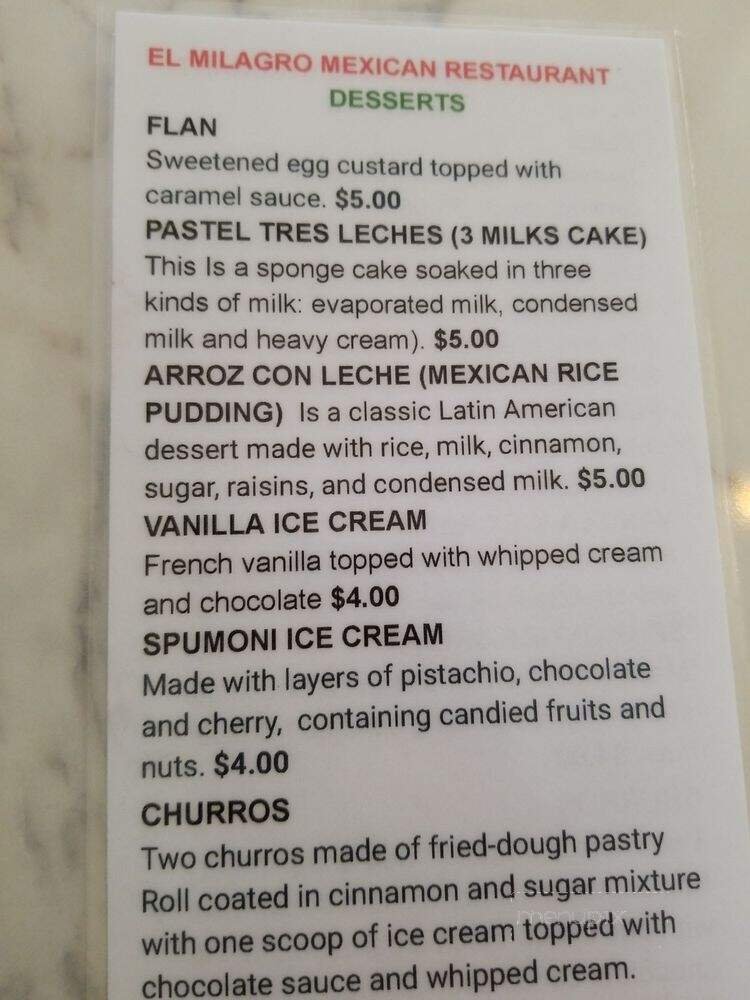 EL MILAGRO MEXICAN RESTAURANT
DESSERTS
FLAN
Sweetened egg custard topped with
caramel sauce. $5.00
PASTEL TRES LECHES (3 MILKS CAKE)
This Is a sponge cake soaked in three
kinds of milk: evaporated milk, condensed
milk and heavy cream). $5.00
ARROZ CON LECHE (MEXICAN RICE
PUDDING) Is a classic Latin American
dessert made with rice, milk, cinnamon,
sugar, raisins, and condensed milk. $5.00
VANILLA ICE CREAM
French vanilla topped with whipped cream
and chocolate $4.00
SPUMONI ICE CREAM
Made with layers of pistachio, chocolate
and cherry, containing candied fruits and
nuts. $4.00
CHURROS
Two churros made of fried-dough pastry
Roll coated in cinnamon and sugar mixture
with one scoop of ice cream topped with
chocolate sauce and whipped cream.